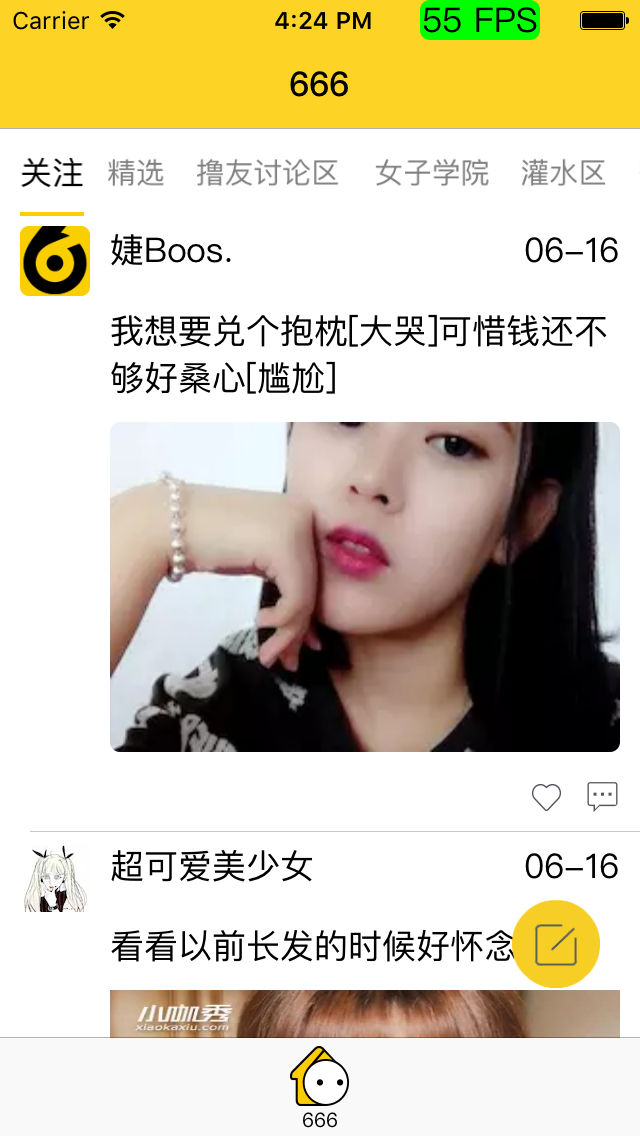 Carrier 4:24 PM 55 FPS
666
关注 精选 撸友讨论区 女子学院 灌水区
婕Boos. 06-16
我想要兑个抱枕[大哭]可惜钱还不
够好桑心[尴尬]
超可爱美少女 06-16
看看以前长发的时候好怀念
小咖秀
xiaokaxiu.com
666